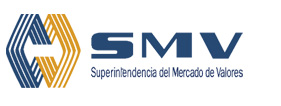 SMV
Superintendencia del Mercado de Valores